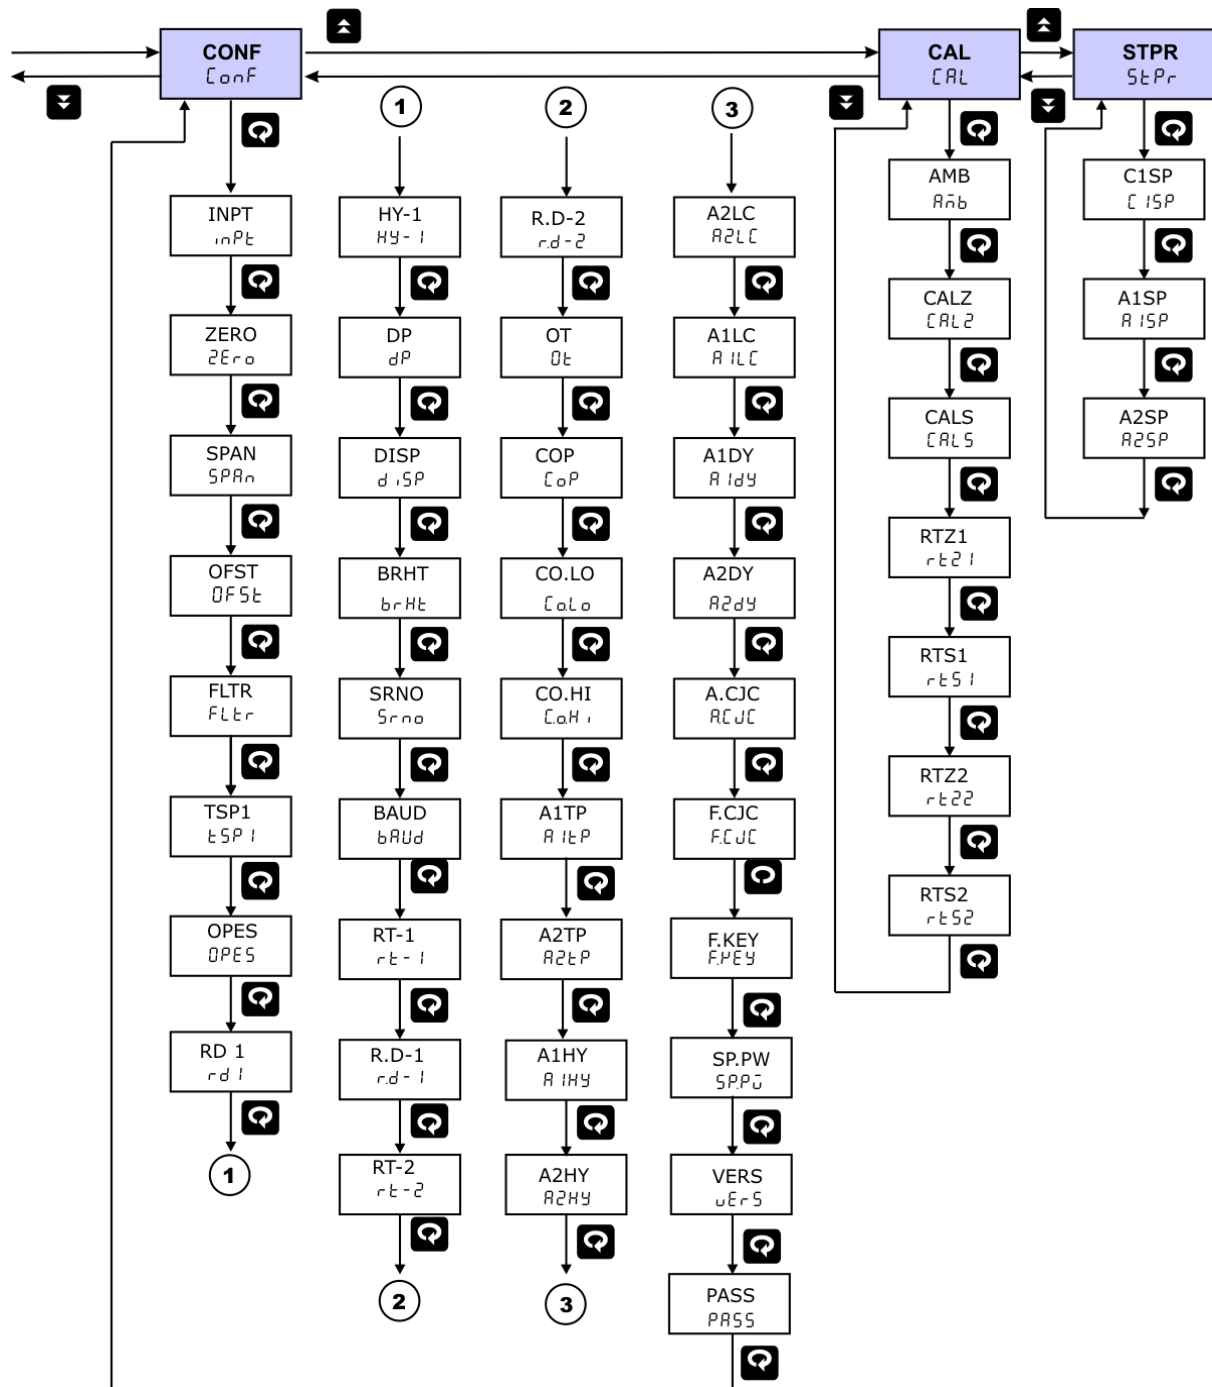 CONF
ConF
CAL
CAL
STPR
StPr
1
2
3
INPT
inPt
ZERO
ZEro
SPAN
SPAn
OFST
OFSt
FLTR
FLtr
TSP1
tSP1
OPES
OPES
RD 1
rd1
1
HY-1
HY-1
DP
dP
DISP
diSP
BRHT
brHt
SRNO
Srno
BAUD
bAUd
RT-1
rt-1
R.D-1
r.d-1
RT-2
rt-2
2
R.D-2
r.d-2
OT
Ot
COP
CoP
CO.LO
Co.Lo
CO.HI
Co.Hi
A1TP
A1tP
A2TP
A2tP
A1HY
A1HY
A2HY
A2HY
3
A2LC
A2LC
A1LC
A1LC
A1DY
A1dY
A2DY
A2dY
A.CJC
A.CJC
F.CJC
F.CJC
F.KEY
F.KEY
SP.PW
SP.PW
VERS
vErS
PASS
PASS
AMB
Amb
CALZ
CALZ
CALS
CALS
RTZ1
rtZ1
RTS1
rtS1
RTZ2
rtZ2
RTS2
rtS2
C1SP
C1SP
A1SP
A1SP
A2SP
A2SP